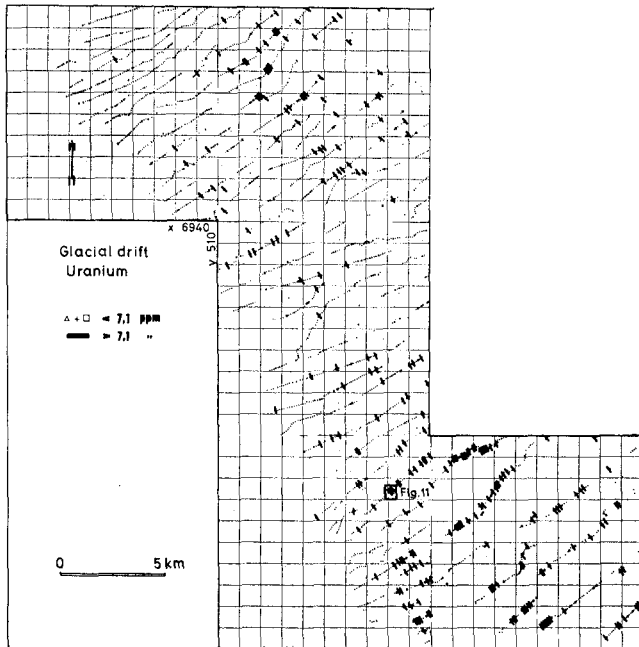 x 6940
y 510
Glacial drift
Uranium
△ + □ < 7,1 ppm
> 7,1 "
Fig. 11
0 5 km